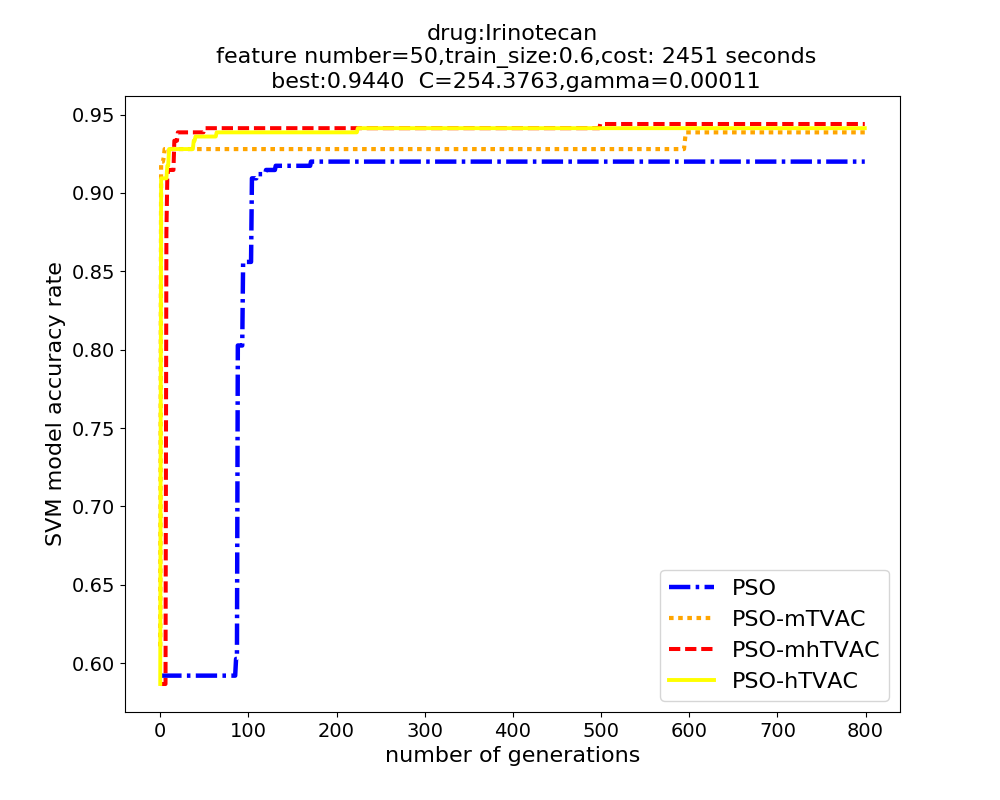 drug:Irinotecan
feature number=50,train_size:0.6,cost: 2451 seconds
best:0.9440  C=254.3763,gamma=0.00011
SVM model accuracy rate
0.95
0.90
0.85
0.80
0.75
0.70
0.65
0.60
PSO
PSO-mTVAC
PSO-mhTVAC
PSO-hTVAC
0 100 200 300 400 500 600 700 800
number of generations